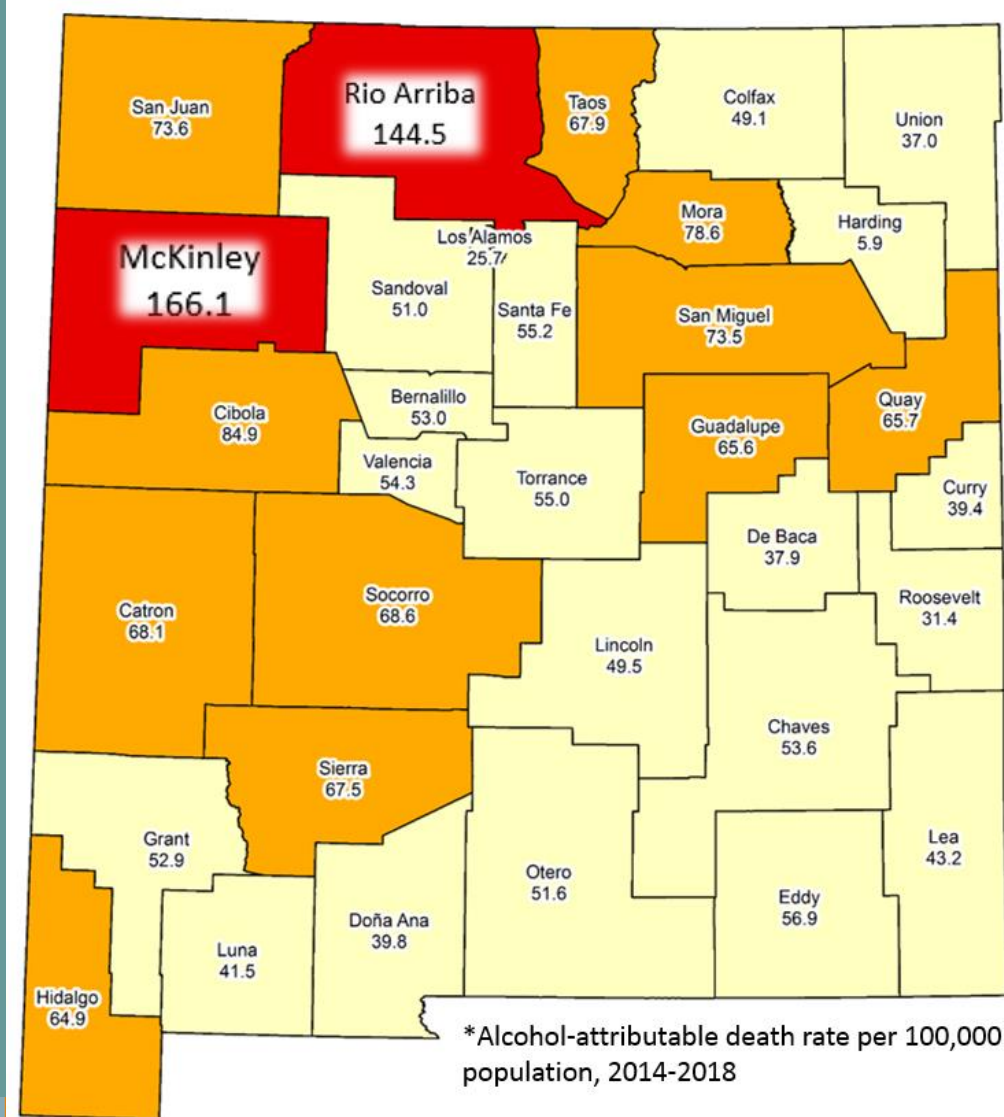 San Juan
73.6
Rio Arriba
144.5
Taos
67.9
Colfax
49.1
Union
37.0
McKinley
166.1
Los Alamos
25.7
Sandoval
51.0
Santa Fe
55.2
Mora
78.6
Harding
5.9
San Miguel
73.5
Cibola
84.9
Bernalillo
53.0
Valencia
54.3
Torrance
55.0
Guadalupe
65.6
Quay
65.7
Curry
39.4
De Baca
37.9
Roosevelt
31.4
Catron
68.1
Socorro
68.6
Lincoln
49.5
Chaves
53.6
Sierra
67.5
Grant
52.9
Otero
51.6
Lea
43.2
Eddy
56.9
Doña Ana
39.8
Luna
41.5
Hidalgo
64.9
*Alcohol-attributable death rate per 100,000
population, 2014-2018